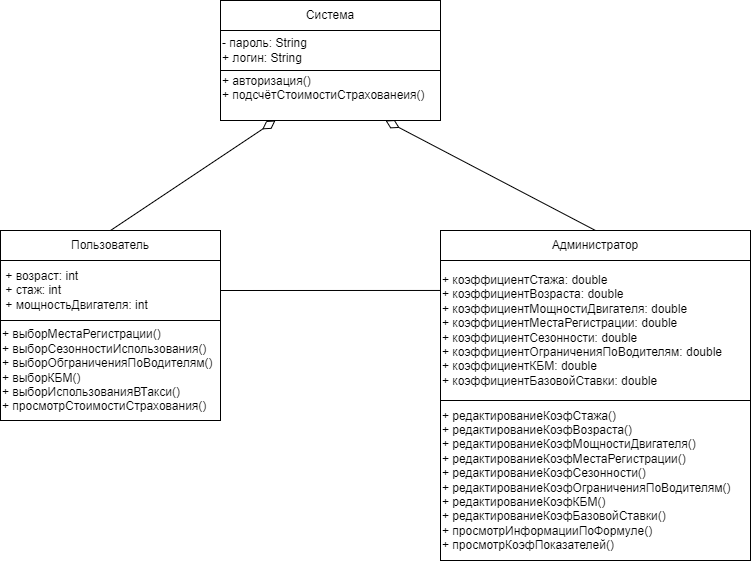 Система
- пароль: String
+ логин: String
+ авторизация()
+ подсчётСтоимостиСтрахованеия()
Пользователь
+ возраст: int
+ стаж: int
+ мощностьДвигателя: int
+ выборМестаРегистрации()
+ выборСезонностиИспользования()
+ выборОбграниченияПоВодителям()
+ выборКБМ()
+ выборИспользованияВТакси()
+ просмотрСтоимостиСтрахования()
Администратор
+ коэффициентСтажа: double
+ коэффициентВозраста: double
+ коэффициентМощностиДвигателя: double
+ коэффициентМестаРегистрации: double
+ коэффициентСезонности: double
+ коэффициентОграниченияПоВодителям: double
+ коэффициентКБМ: double
+ коэффициентБазовойСтавки: double
+ редактированиеКоэфСтажа()
+ редактированиеКоэфВозраста()
+ редактированиеКоэфМощностиДвигателя()
+ редактированиеКоэфМестаРегистрации()
+ редактированиеКоэфСезонности()
+ редактированиеКоэфОграниченияПоВодителям()
+ редактированиеКоэфКБМ()
+ редактированиеКоэфБазовойСтавки()
+ просмотрИнформацииПоФормуле()
+ просмотрКоэфПоказателей()